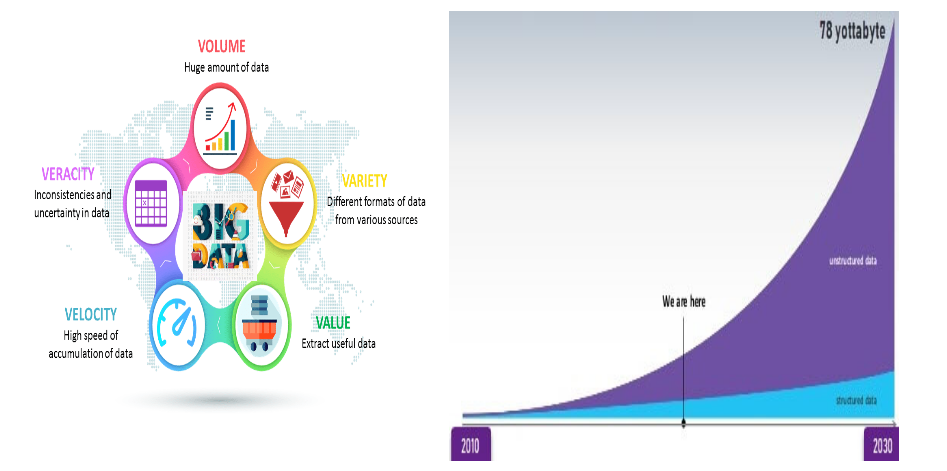 VOLUME
Huge amount of data
VERACITY
Inconsistencies and
uncertainty in data
VARIETY
Different formats of data
from various sources
BIG
DATA
VELOCITY
High speed of
accumulation of data
VALUE
Extract useful data
78 yottabyte
unstructured data
We are here
structured data
2010
2030